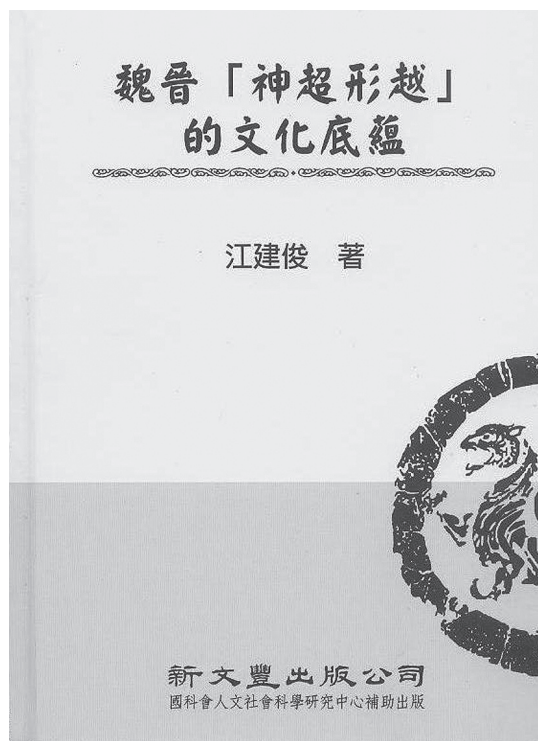 魏晉「神超形越」
的文化底蘊
江建俊 著
新文豐出版公司
國科會人文社會科學研究中心補助出版